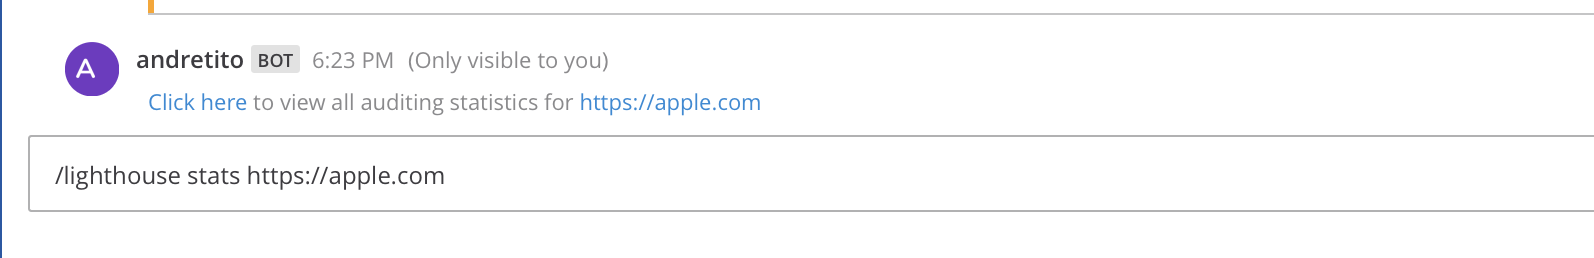 A
andretito BOT 6:23 PM (Only visible to you)
Click here to view all auditing statistics for https://apple.com
/lighthouse stats https://apple.com